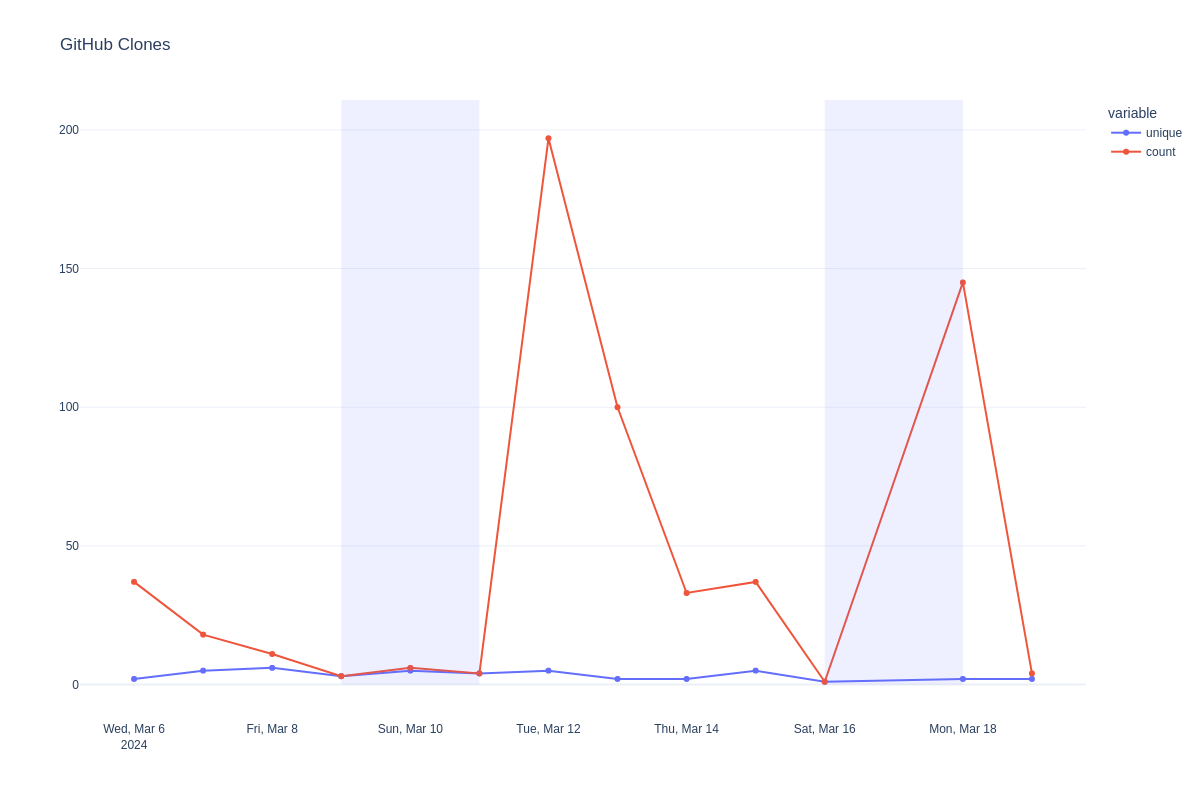 GitHub Clones
variable
unique
count
200
150
100
50
0
Wed, Mar 6
2024
Fri, Mar 8
Sun, Mar 10
Tue, Mar 12
Thu, Mar 14
Sat, Mar 16
Mon, Mar 18